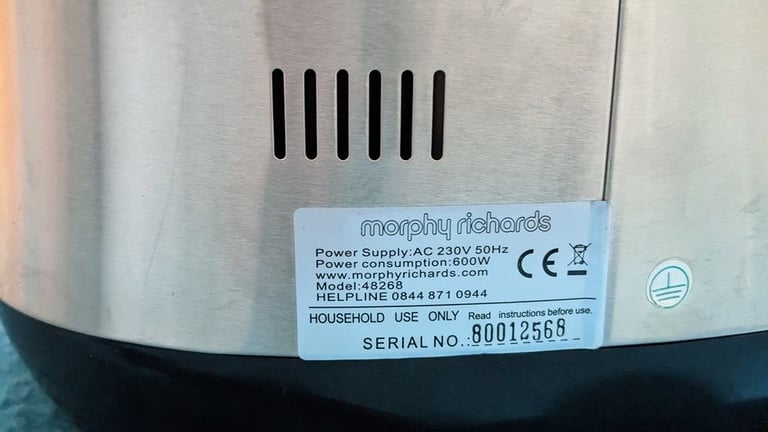 morphy richards
Power Supply:AC 230V 50Hz
Power consumption:600W
www.morphyrichards.com
Model:48268
HELPLINE 0844 871 0944
CE
HOUSEHOLD USE ONLY Read instructions before use.
SERIAL NO.:80012568